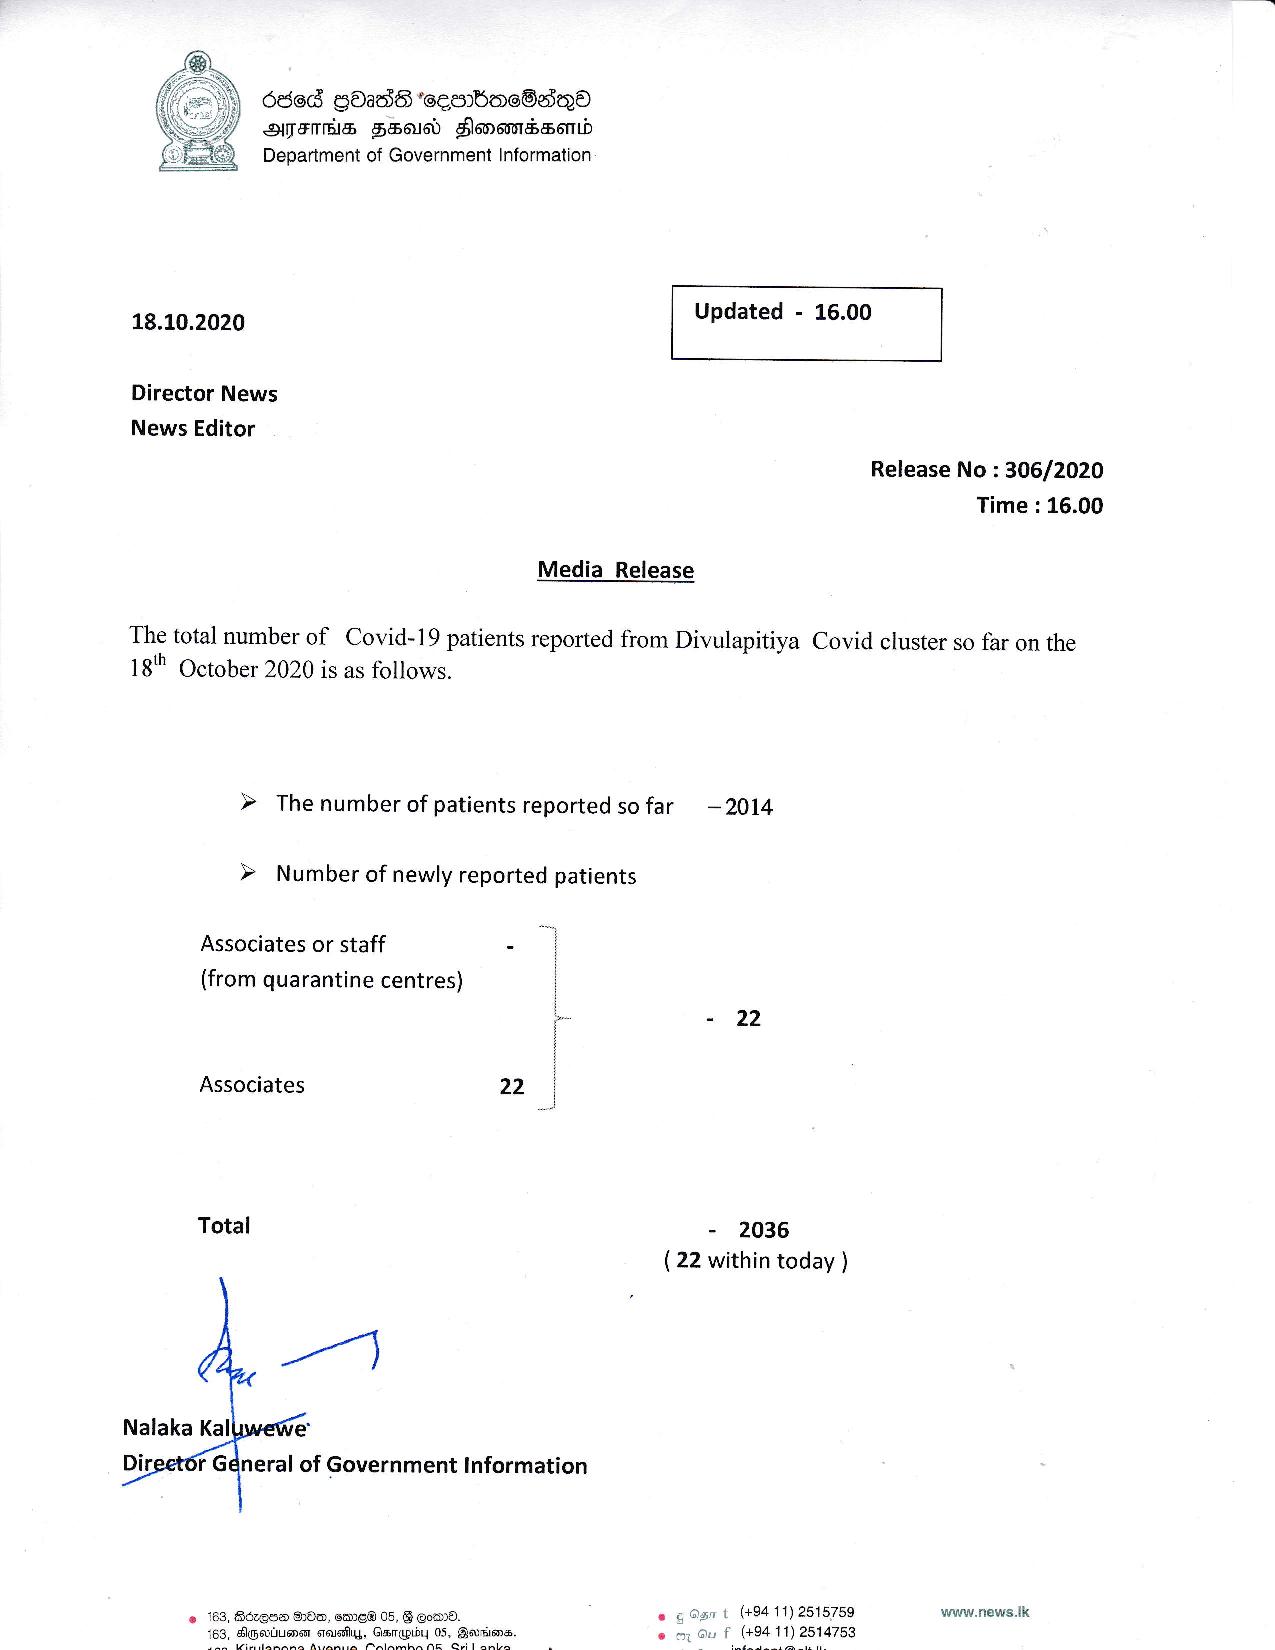 රජයේ ප්‍රවෘත්ති දෙපාර්තමේන්තුව
அரசாங்க தகவல் திணைக்களம்
Department of Government Information
18.10.2020
Updated - 16.00
Director News
News Editor
Release No : 306/2020
Time : 16.00
Media Release
The total number of Covid-19 patients reported from Divulapitiya Covid cluster so far on the
18th October 2020 is as follows.
➢ The number of patients reported so far – 2014
➢ Number of newly reported patients
Associates or staff -
(from quarantine centres)
- 22
Associates 22
Total - 2036
( 22 within today )
Nalaka Kaluwewe
Director General of Government Information
163, කිරුලපන මාවත, කොළඹ 05, ශ්‍රී ලංකාව.
163, கிருலப்பனை எவனியூ, கொழும்பு 05, இலங்கை.
163, Kirulapona Avenue, Colombo 05, Sri Lanka
දු தொ t (+94 11) 2515759
ෆැ பெ f (+94 11) 2514753
www.news.lk